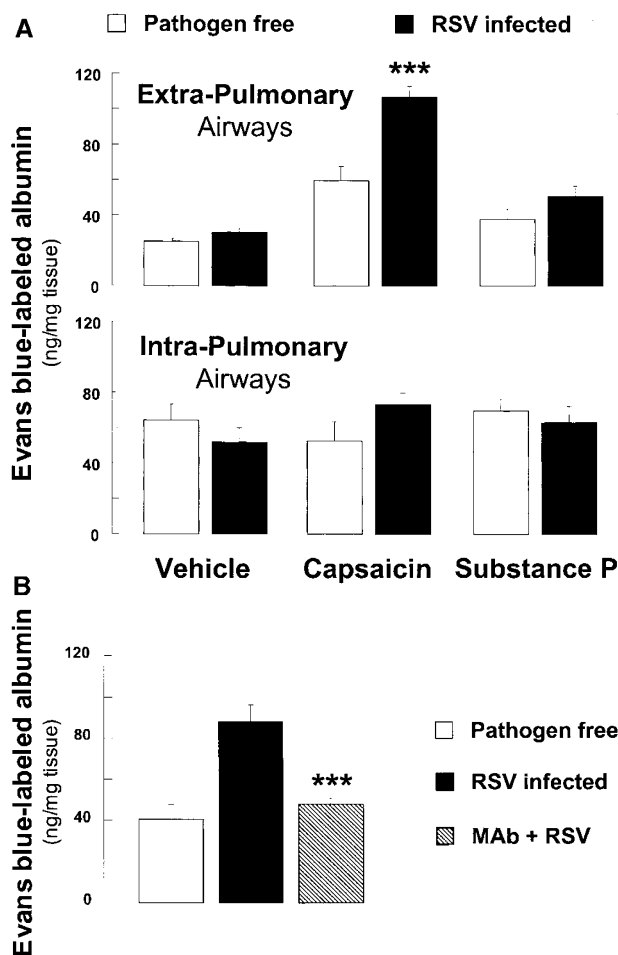 A
Pathogen free
RSV infected
Evans blue-labeled albumin
(ng/mg tissue)
120
80
40
0
Extra-Pulmonary
Airways
***
120
80
40
0
Intra-Pulmonary
Airways
Vehicle
Capsaicin
Substance P
B
Evans blue-labeled albumin
(ng/mg tissue)
120
80
40
0
***
Pathogen free
RSV infected
MAb + RSV